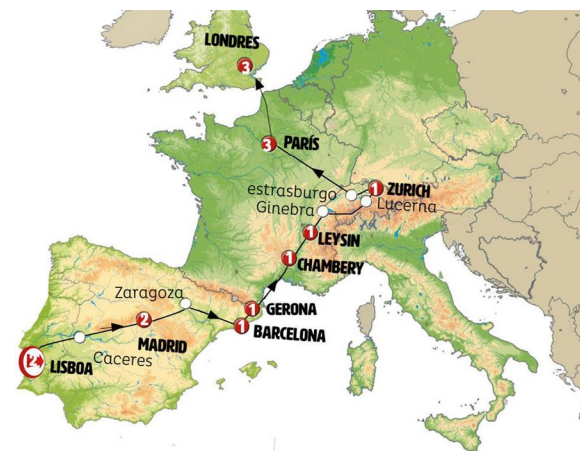 LONDRES
3
PARÍS
3
estrasburgo
1 ZURICH
Ginebra
Lucerna
1 LEYSIN
1 CHAMBERY
Zaragoza
1 GERONA
2
MADRID
1 BARCELONA
Caceres
2 LISBOA